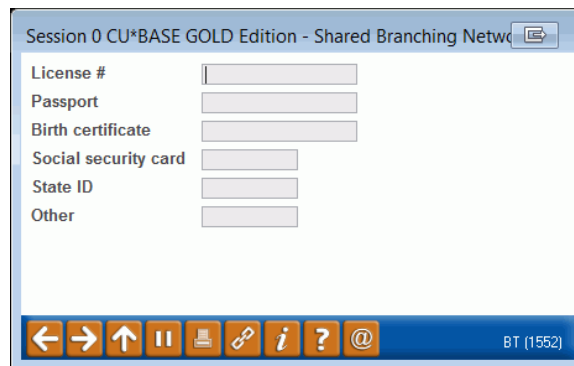 Session 0 CU*BASE GOLD Edition - Shared Branching Netwo
License #
Passport
Birth certificate
Social security card
State ID
Other
i ? @ BT (1552)